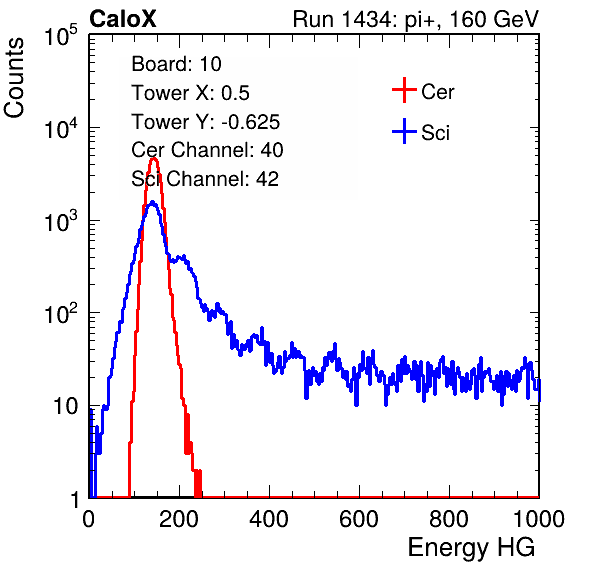 CaloX Run 1434: pi+, 160 GeV
Counts
Board: 10
Tower X: 0.5
Tower Y: -0.625
Cer Channel: 40
Sci Channel: 42
Cer
Sci
10^5
10^4
10^3
10^2
10
1
0 200 400 600 800 1000
Energy HG